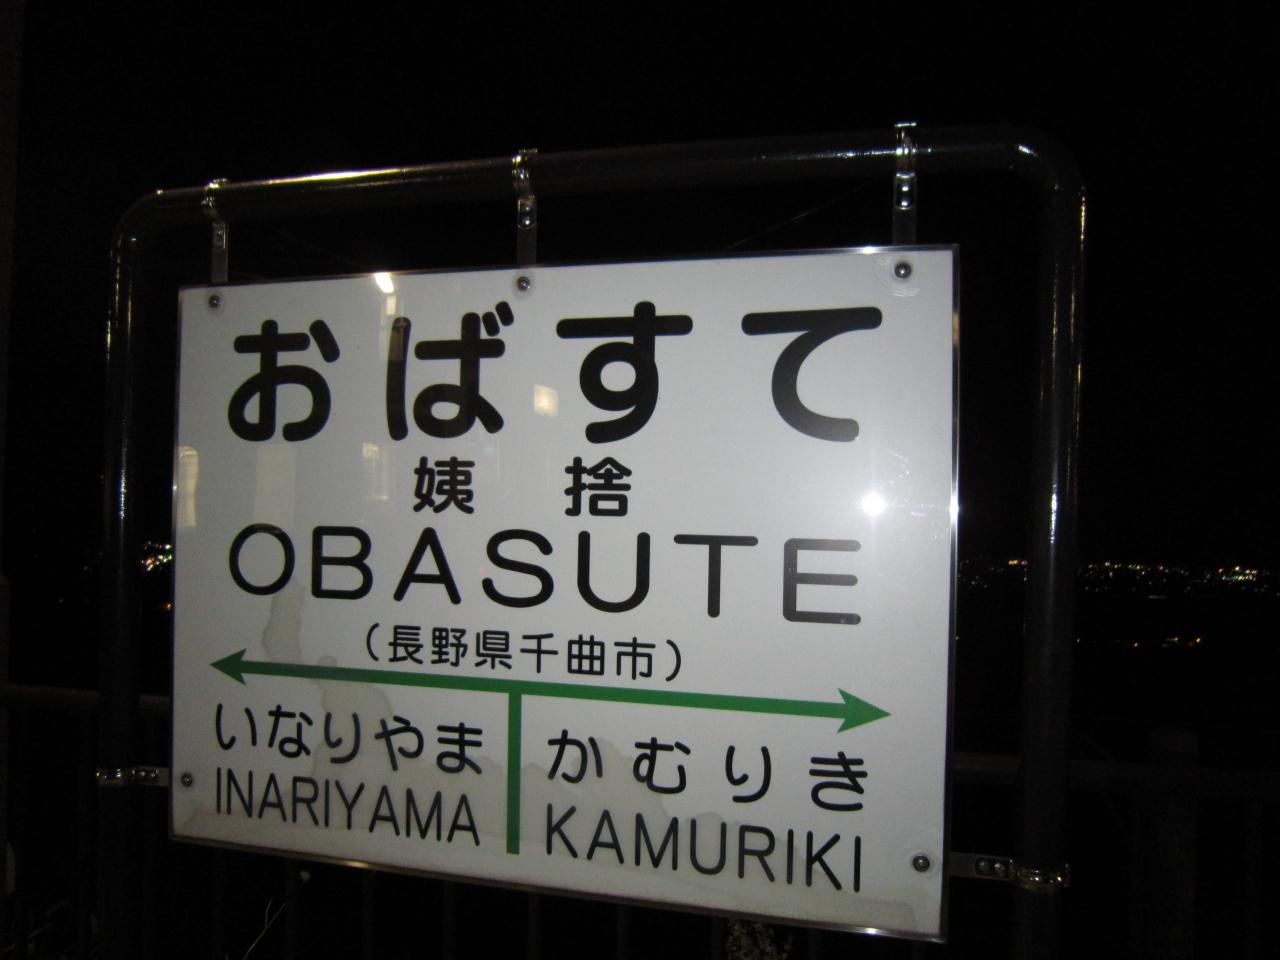 おばすて
姨捨
OBASUTE
（長野県千曲市）
いなりやま かむりき
INARIYAMA KAMURIKI